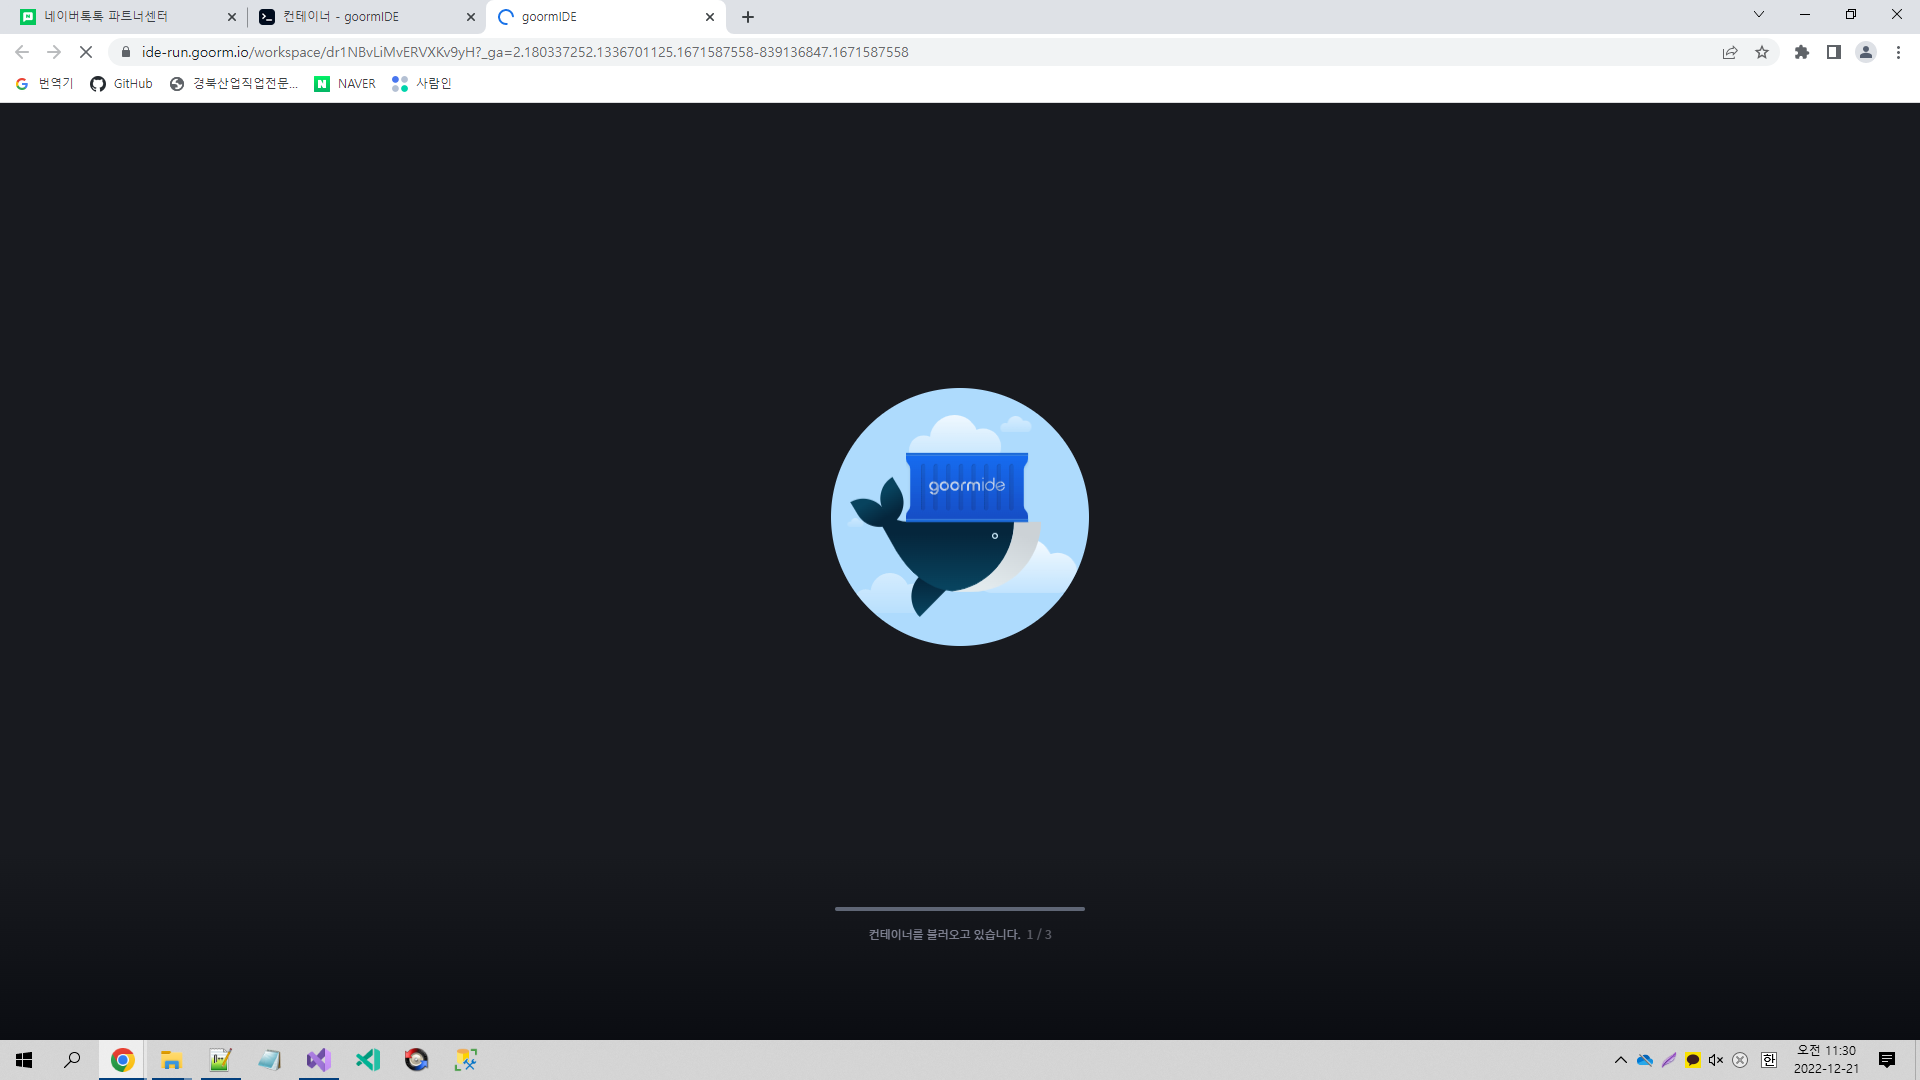 네이버톡톡 파트너센터
컨테이너 - goormIDE
goormIDE
ide-run.goorm.io/workspace/dr1NBvLiMvERVXKv9yH?_ga=2.180337252.1336701125.1671587558-839136847.1671587558
번역기
GitHub
경북산업직업전문...
NAVER
사람인
goormide
컨테이너를 불러오고 있습니다. 1 / 3
한
오전 11:30
2022-12-21